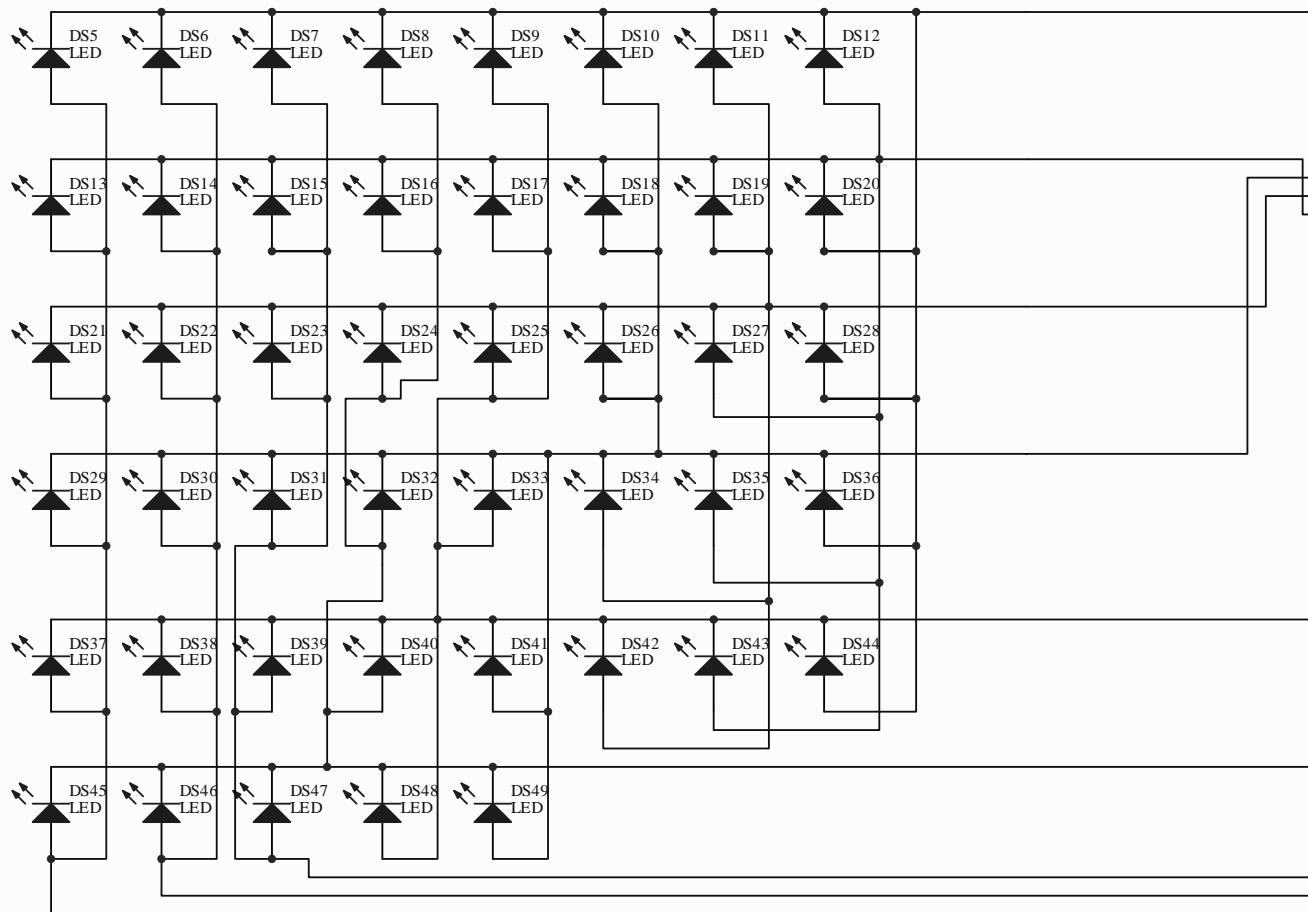 DS5 DS6 DS7 DS8 DS9 DS10 DS11 DS12
LED LED LED LED LED LED LED LED
DS13 DS14 DS15 DS16 DS17 DS18 DS19 DS20
LED LED LED LED LED LED LED LED
DS21 DS22 DS23 DS24 DS25 DS26 DS27 DS28
LED LED LED LED LED LED LED LED
DS29 DS30 DS31 DS32 DS33 DS34 DS35 DS36
LED LED LED LED LED LED LED LED
DS37 DS38 DS39 DS40 DS41 DS42 DS43 DS44
LED LED LED LED LED LED LED LED
DS45 DS46 DS47 DS48 DS49
LED LED LED LED LED